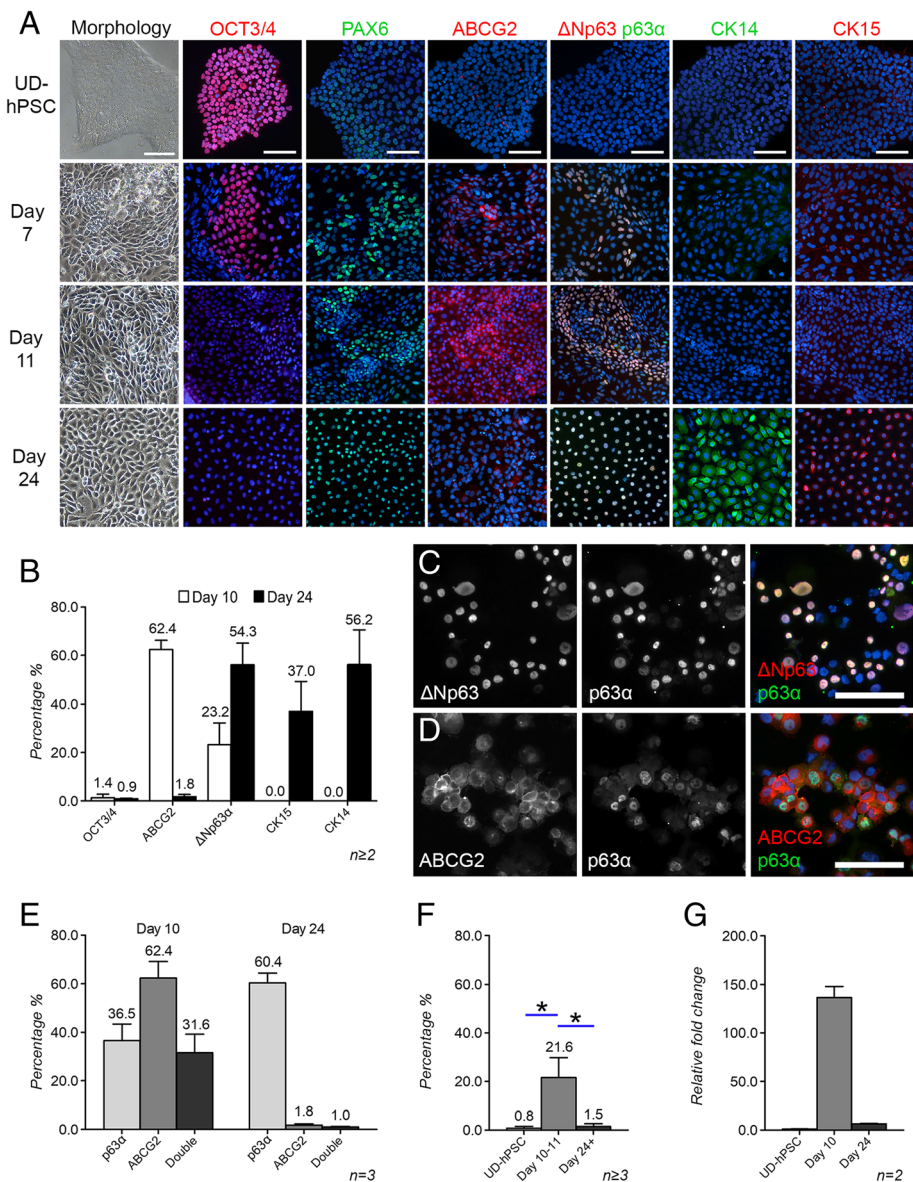 A
Morphology OCT3/4 PAX6 ABCG2 ΔNp63 p63α CK14 CK15
UD-
hPSC
Day
7
Day
11
Day
24
B
Day 10 Day 24
Percentage %
80.0
60.0
40.0
20.0
0.0
1.4 0.9 62.4 1.8 23.2 54.3 0.0 37.0 0.0 56.2
OCT3/4 ABCG2 ΔNp63α CK15 CK14
n≥2
C
ΔNp63 p63α ΔNp63
p63α
D
ABCG2 p63α ABCG2
p63α
E
Day 10 Day 24
Percentage %
80.0
60.0
40.0
20.0
0.0
36.5 62.4 31.6 60.4 1.8 1.0
p63α ABCG2 Double p63α ABCG2 Double
n=3
F
Percentage %
80.0
60.0
40.0
20.0
0.0
* *
0.8 21.6 1.5
UD-hPSC Day 10-11 Day 24+
n≥3
G
Relative fold change
200.0
150.0
100.0
50.0
0.0
UD-hPSC Day 10 Day 24
n=2